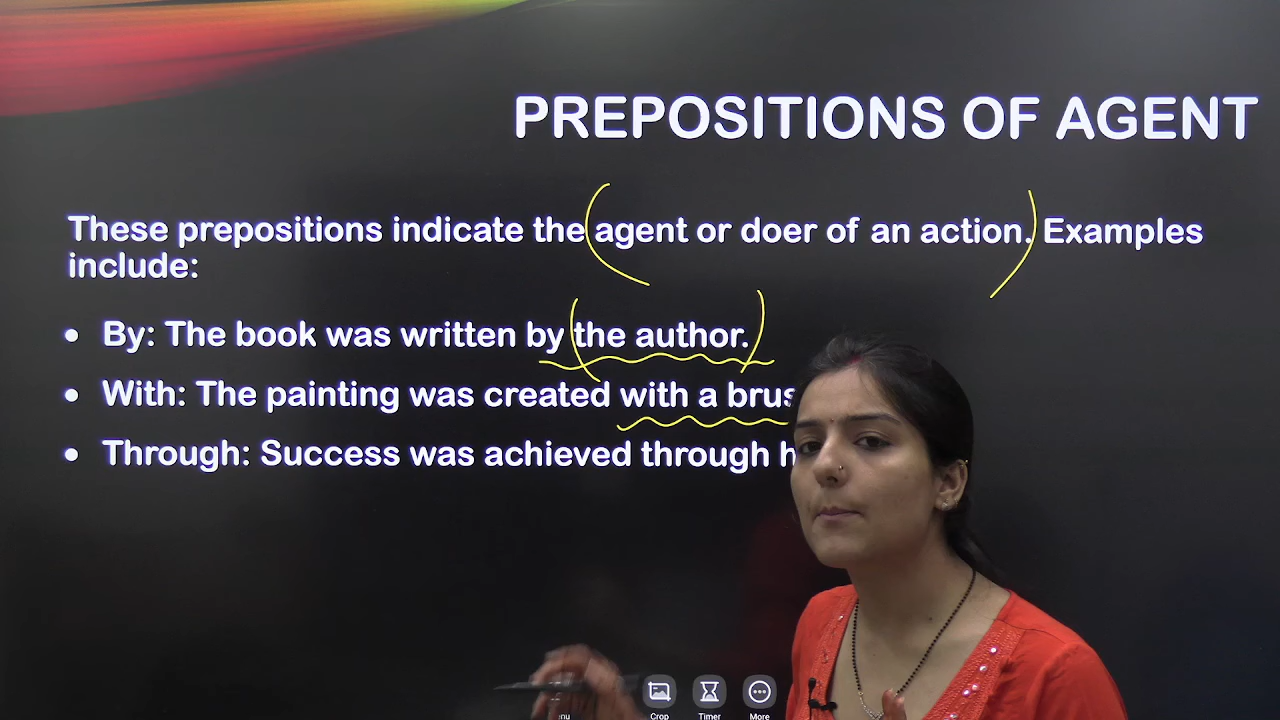 PREPOSITIONS OF AGENT
These prepositions indicate the agent or doer of an action. Examples
include:
• By: The book was written by the author.
• With: The painting was created with a
• Through: Success was achieved through
Crop Timer More